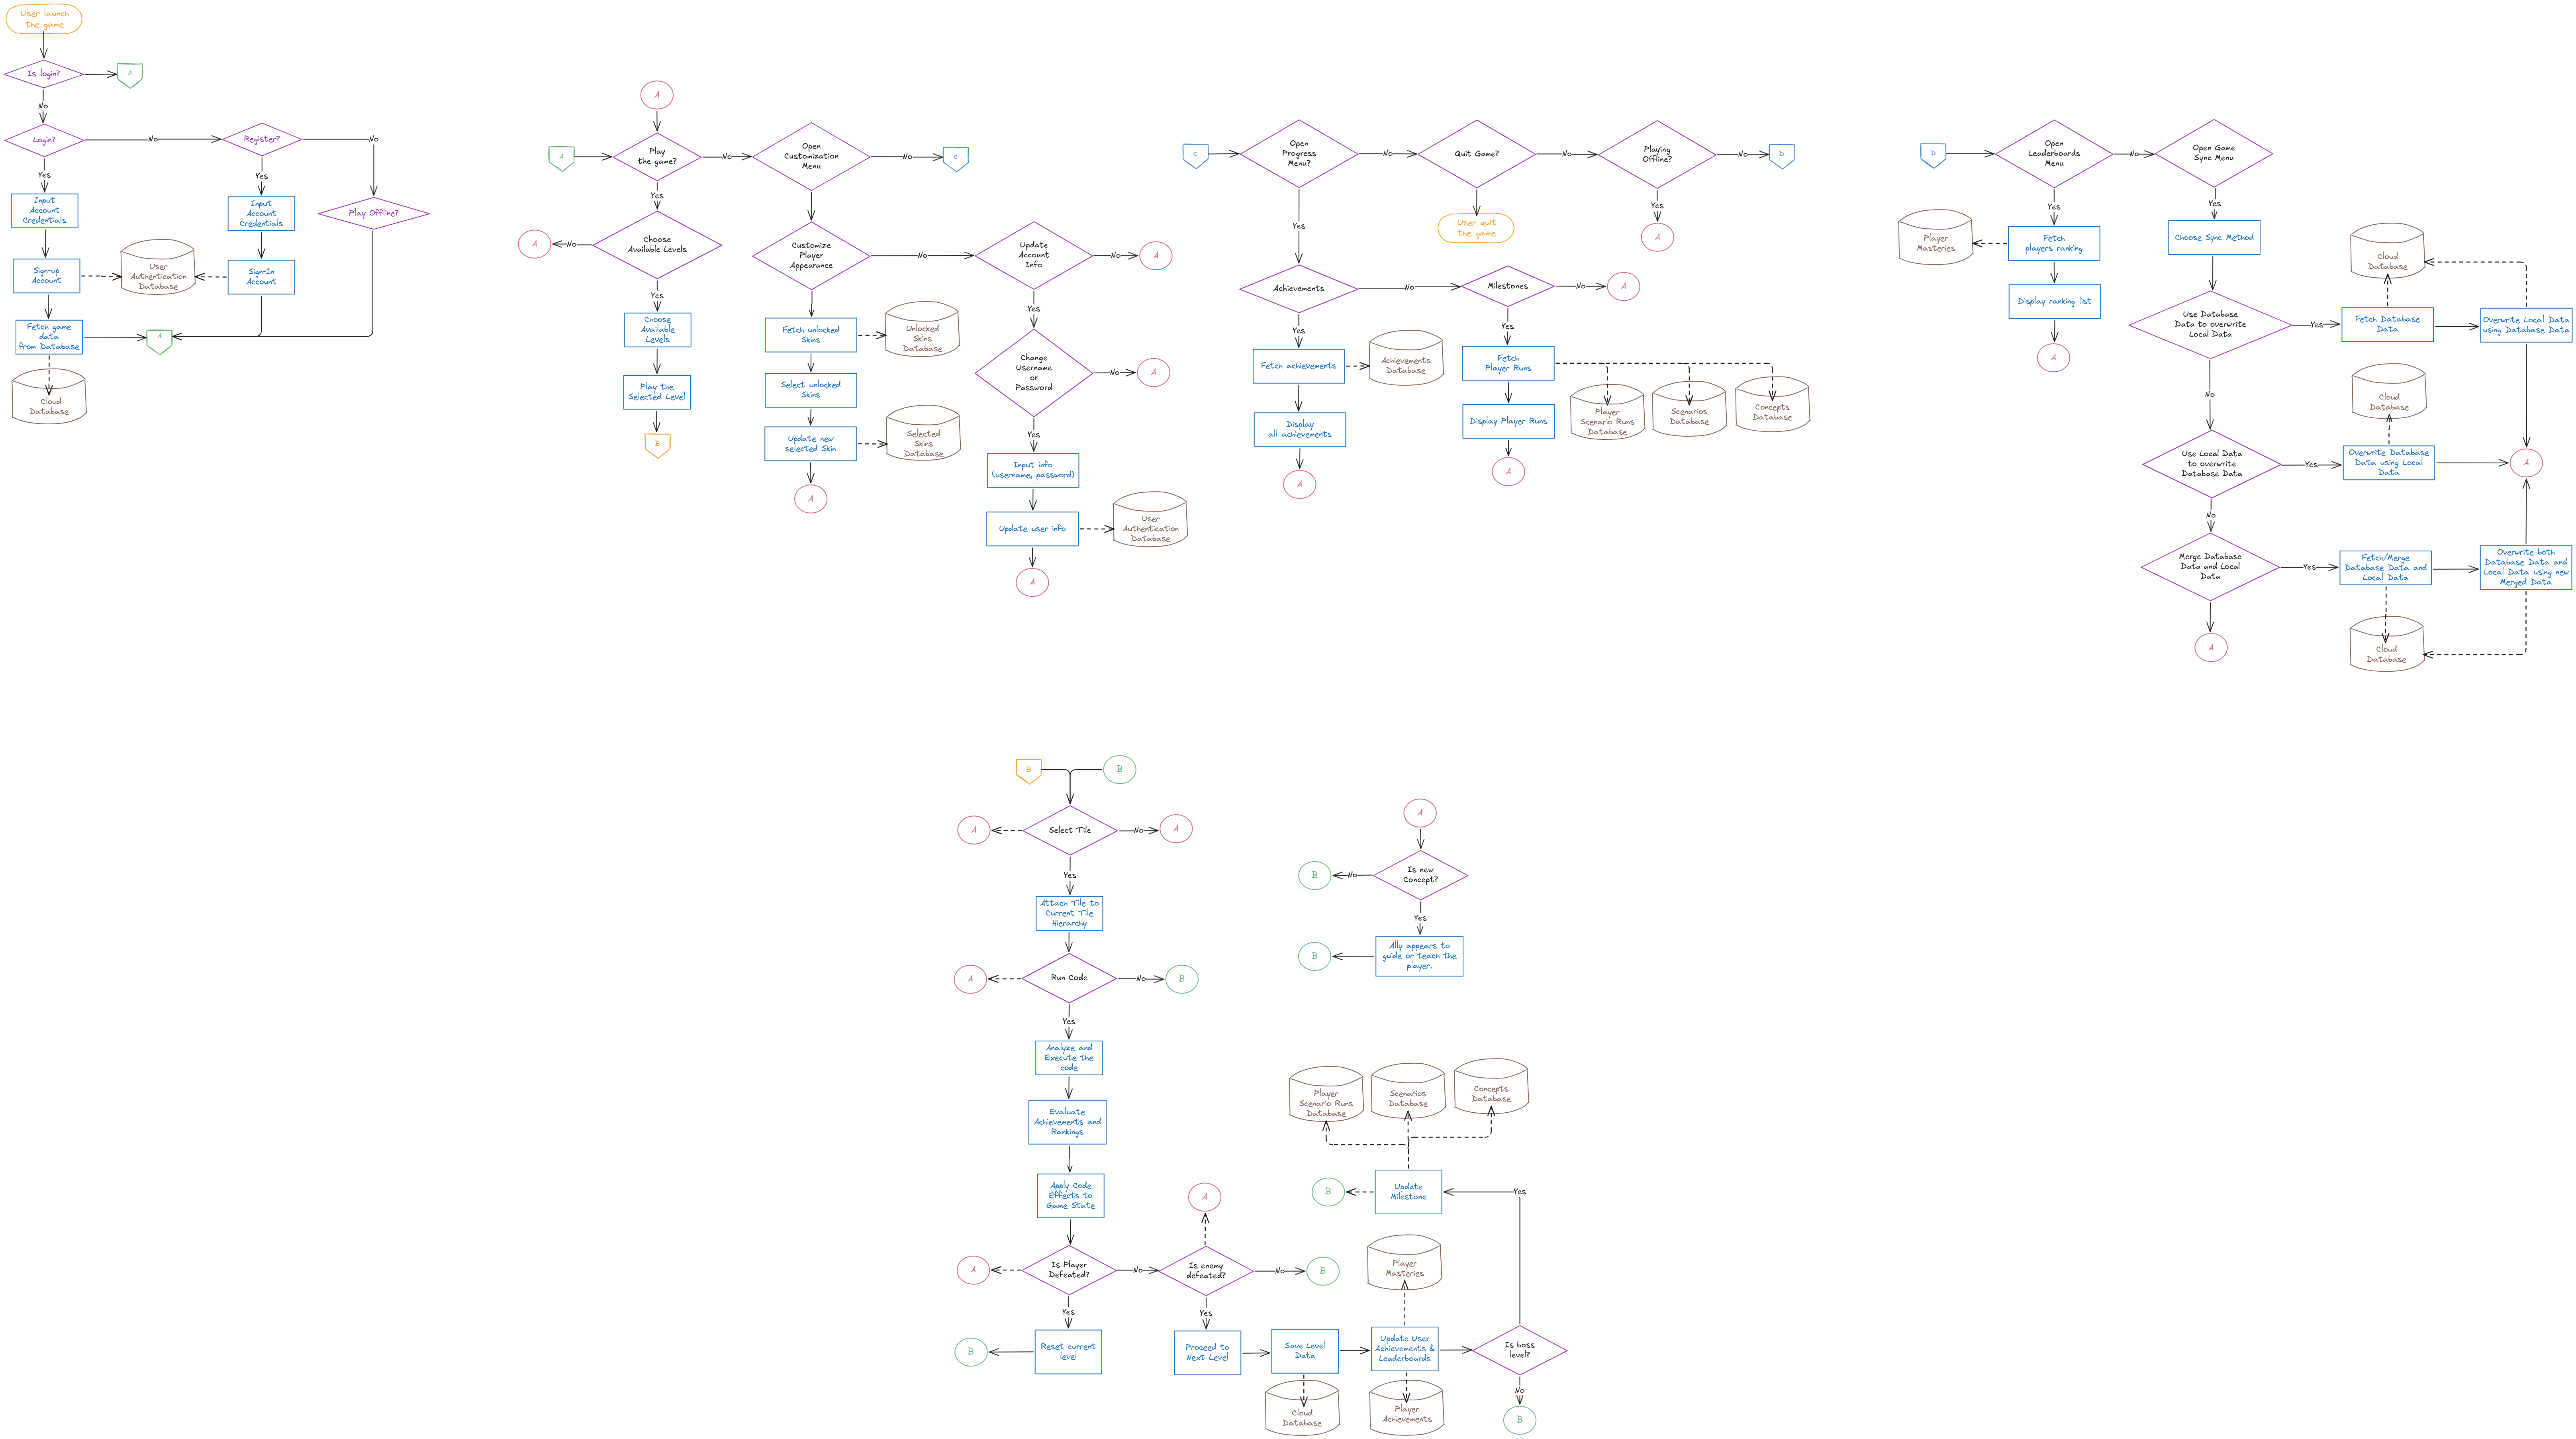 User launch
the game
Is login?
A
No
Login?
No
Register?
No
Yes
Yes
Input
Account
Credentials
Input
Account
Credentials
Play Offline?
Sign-up
Account
User
Authentication
Database
Sign-In
Account
Fetch game
data
from Database
A
Cloud
Database
A
A
Play
the game?
No
Open
Customization
Menu
No
C
Yes
A
No
Choose
Available Levels
Customize
Player
Appearance
No
Update
Account
Info
No
A
Yes
Yes
Choose
Available
Levels
Fetch unlocked
Skins
Unlocked
Skins
Database
Change
Username
or
Password
No
A
Play the
Selected Level
Select unlocked
Skins
B
Update new
selected Skin
Selected
Skins
Database
Yes
A
Input info
(username, password)
Update user info
User
Authentication
Database
A
C
Open
Progress
Menu?
No
Quit Game?
No
Playing
Offline?
No
D
Yes
User quit
the game
Yes
A
Achievements
No
Milestones
No
A
Yes
Yes
Fetch achievements
Achievements
Database
Fetch
Player Runs
Display
all achievements
Display Player Runs
Player
Scenario Runs
Database
Scenarios
Database
Concepts
Database
A
A
D
Open
Leaderboards
Menu
No
Open Game
Sync Menu
Yes
Yes
Player
Masteries
Fetch
players ranking
Choose Sync Method
Cloud
Database
Display ranking list
A
Use Database
Data to overwrite
Local Data
Yes
Fetch Database
Data
Overwrite Local Data
using Database Data
No
Cloud
Database
Use Local Data
to overwrite
Database Data
Yes
Overwrite Database
Data using Local
Data
A
No
Merge Database
Data and Local
Data
Yes
Fetch/Merge
Database Data and
Local Data
Overwrite both
Database Data and
Local Data using new
Merged Data
A
Cloud
Database
B
B
A
Select Tile
No
A
Yes
Attach Tile to
Current Tile
Hierarchy
A
Run Code
No
B
Yes
Analyze and
Execute the
code
Evaluate
Achievements and
Rankings
Apply Code
Effects to
Game State
A
Is Player
Defeated?
No
Is enemy
defeated?
No
B
A
Yes
Yes
B
Reset current
level
Proceed to
Next Level
Save Level
Data
Update User
Achievements &
Leaderboards
Is boss
level?
Cloud
Database
Player
Achievements
Player
Masteries
No
B
Yes
Update
Milestone
B
Player
Scenario Runs
Database
Scenarios
Database
Concepts
Database
A
B
No
Is new
Concept?
Yes
B
Ally appears to
guide or teach the
player.